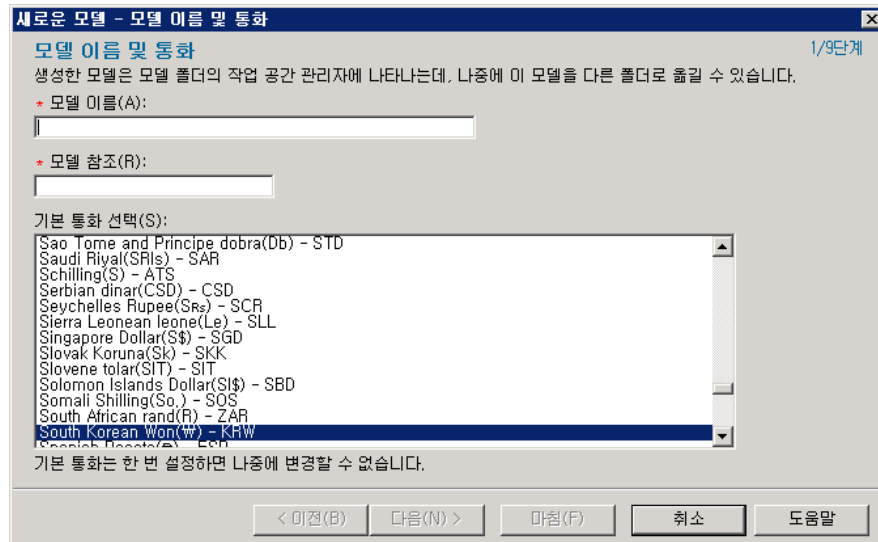 새로운 모델 - 모델 이름 및 통화
모델 이름 및 통화
1/9단계
생성한 모델은 모델 폴더의 작업 공간 관리자에 나타나는데, 나중에 이 모델을 다른 폴더로 옮길 수 있습니다.
* 모델 이름(A):
* 모델 참조(R):
기본 통화 선택(S):
Sao Tome and Principe dobra(Db) - STD
Saudi Riyal(SRIs) - SAR
Schilling(S) - ATS
Serbian dinar(CSD) - CSD
Seychelles Rupee(SRs) - SCR
Sierra Leonean leone(Le) - SLL
Singapore Dollar(S$) - SGD
Slovak Koruna(Sk) - SKK
Slovene tolar(SIT) - SIT
Solomon Islands Dollar(SI$) - SBD
Somali Shilling(So.) - SOS
South African rand(R) - ZAR
South Korean Won(₩) - KRW
기본 통화는 한 번 설정하면 나중에 변경할 수 없습니다.
< 이전(B)
다음(N) >
마침(F)
취소
도움말